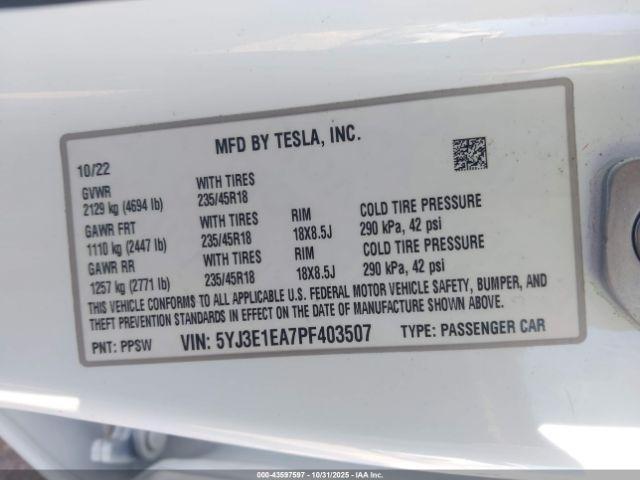 MFD BY TESLA, INC.
10/22
GVWR WITH TIRES
2129 kg (4694 lb) 235/45R18
GAWR FRT WITH TIRES RIM COLD TIRE PRESSURE
1110 kg (2447 lb) 235/45R18 18X8.5J 290 kPa, 42 psi
GAWR RR WITH TIRES RIM COLD TIRE PRESSURE
1257 kg (2771 lb) 235/45R18 18X8.5J 290 kPa, 42 psi
THIS VEHICLE CONFORMS TO ALL APPLICABLE U.S. FEDERAL MOTOR VEHICLE SAFETY, BUMPER, AND
THEFT PREVENTION STANDARDS IN EFFECT ON THE DATE OF MANUFACTURE SHOWN ABOVE.
PNT: PPSW VIN: 5YJ3E1EA7PF403507 TYPE: PASSENGER CAR
000-43597597 - 10/31/2025 - IAA Inc.